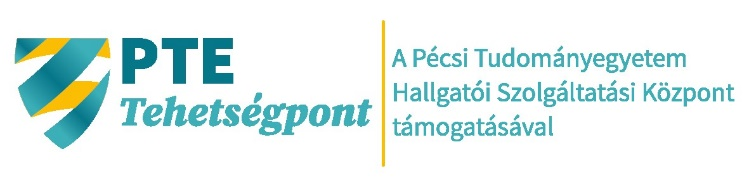 PTE
Tehetségpont
A Pécsi Tudományegyetem
Hallgatói Szolgáltatási Központ
támogatásával